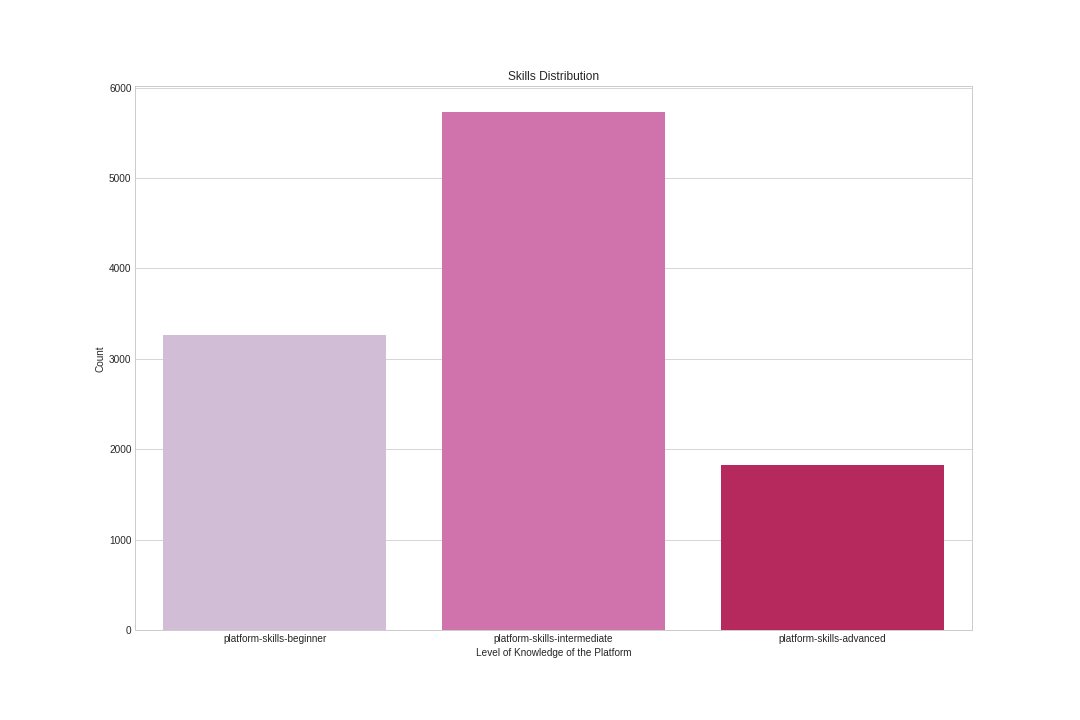 Skills Distribution
6000
5000
4000
3000
2000
1000
0
Count
platform-skills-beginner
platform-skills-intermediate
platform-skills-advanced
Level of Knowledge of the Platform